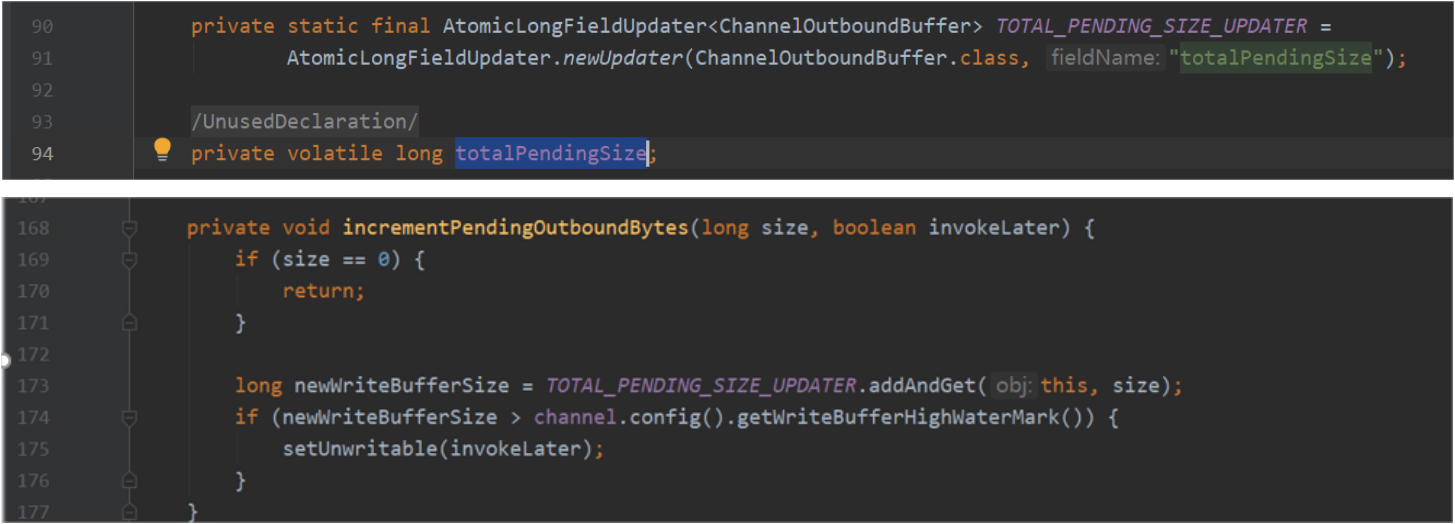 90 private static final AtomicLongFieldUpdater<ChannelOutboundBuffer> TOTAL_PENDING_SIZE_UPDATER =
91 AtomicLongFieldUpdater.newUpdater(ChannelOutboundBuffer.class, fieldName: "totalPendingSize");
92
93 /UnusedDeclaration/
94 private volatile long totalPendingSize;
167
168 private void incrementPendingOutboundBytes(long size, boolean invokeLater) {
169 if (size == 0) {
170 return;
171 }
172
173 long newWriteBufferSize = TOTAL_PENDING_SIZE_UPDATER.addAndGet( obj: this, size);
174 if (newWriteBufferSize > channel.config().getWriteBufferHighWaterMark()) {
175 setUnwritable(invokeLater);
176 }
177 }